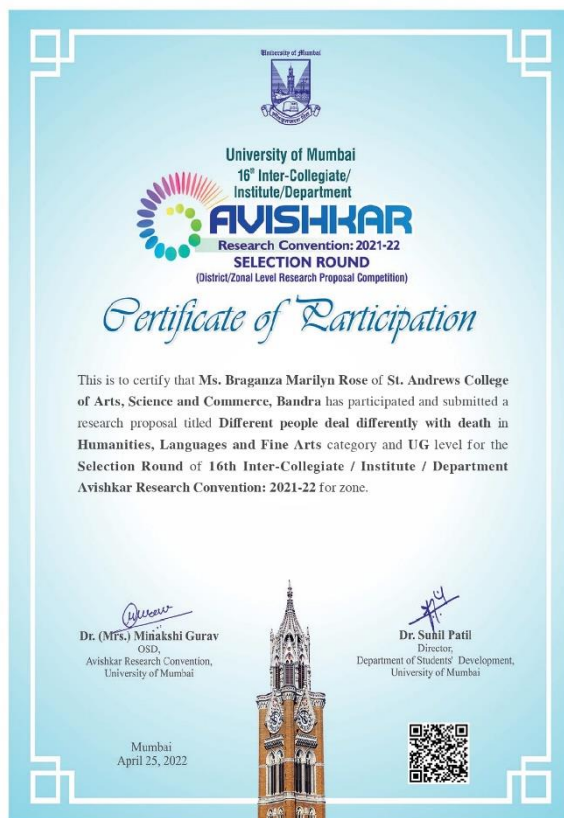 University of Mumbai
University of Mumbai
16th Inter-Collegiate/
Institute/Department
AVISHKAR
Research Convention: 2021-22
SELECTION ROUND
(District/Zonal Level Research Proposal Competition)
Certificate of Participation
This is to certify that Ms. Braganza Marilyn Rose of St. Andrews College
of Arts, Science and Commerce, Bandra has participated and submitted a
research proposal titled Different people deal differently with death in
Humanities, Languages and Fine Arts category and UG level for the
Selection Round of 16th Inter-Collegiate / Institute / Department
Avishkar Research Convention: 2021-22 for zone.
Dr. (Mrs.) Minakshi Gurav
OSD,
Avishkar Research Convention,
University of Mumbai
Dr. Sunil Patil
Director,
Department of Students' Development,
University of Mumbai
Mumbai
April 25, 2022